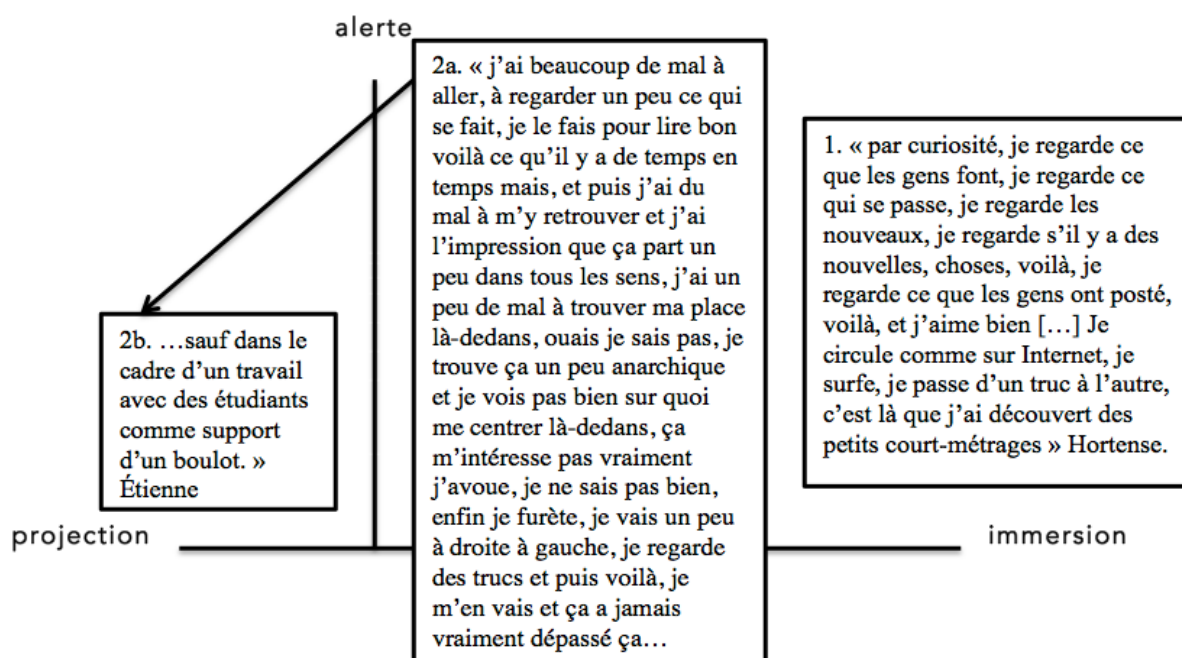 alerte
2a. « j’ai beaucoup de mal à
aller, à regarder un peu ce qui
se fait, je le fais pour lire bon
voilà ce qu’il y a de temps en
temps mais, et puis j’ai du
mal à m’y retrouver et j’ai
l’impression que ça part un
peu dans tous les sens, j’ai un
peu de mal à trouver ma place
là-dedans, ouais je sais pas, je
trouve ça un peu anarchique
et je vois pas bien sur quoi
me centrer là-dedans, ça
m’intéresse pas vraiment
j’avoue, je ne sais pas bien,
enfin je furète, je vais un peu
à droite à gauche, je regarde
des trucs et puis voilà, je
m’en vais et ça a jamais
vraiment dépassé ça…
1. « par curiosité, je regarde ce
que les gens font, je regarde ce
qui se passe, je regarde les
nouveaux, je regarde s’il y a des
nouvelles, choses, voilà, je
regarde ce que les gens ont posté,
voilà, et j’aime bien […] Je
circule comme sur Internet, je
surfe, je passe d’un truc à l’autre,
c’est là que j’ai découvert des
petits court-métrages » Hortense.
2b. …sauf dans le
cadre d’un travail
avec des étudiants
comme support
d’un boulot. »
Étienne
projection
immersion